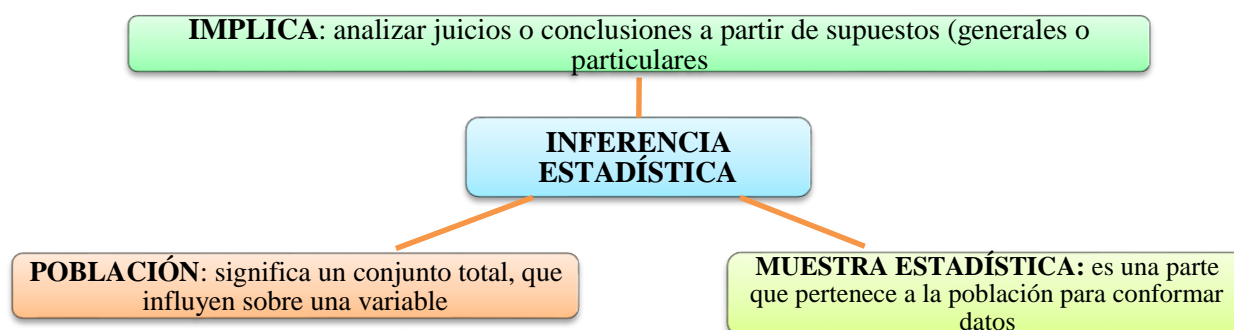 IMPLICA: analizar juicios o conclusiones a partir de supuestos (generales o
particulares
INFERENCIA
ESTADÍSTICA
POBLACIÓN: significa un conjunto total, que
influyen sobre una variable
MUESTRA ESTADÍSTICA: es una parte
que pertenece a la población para conformar
datos